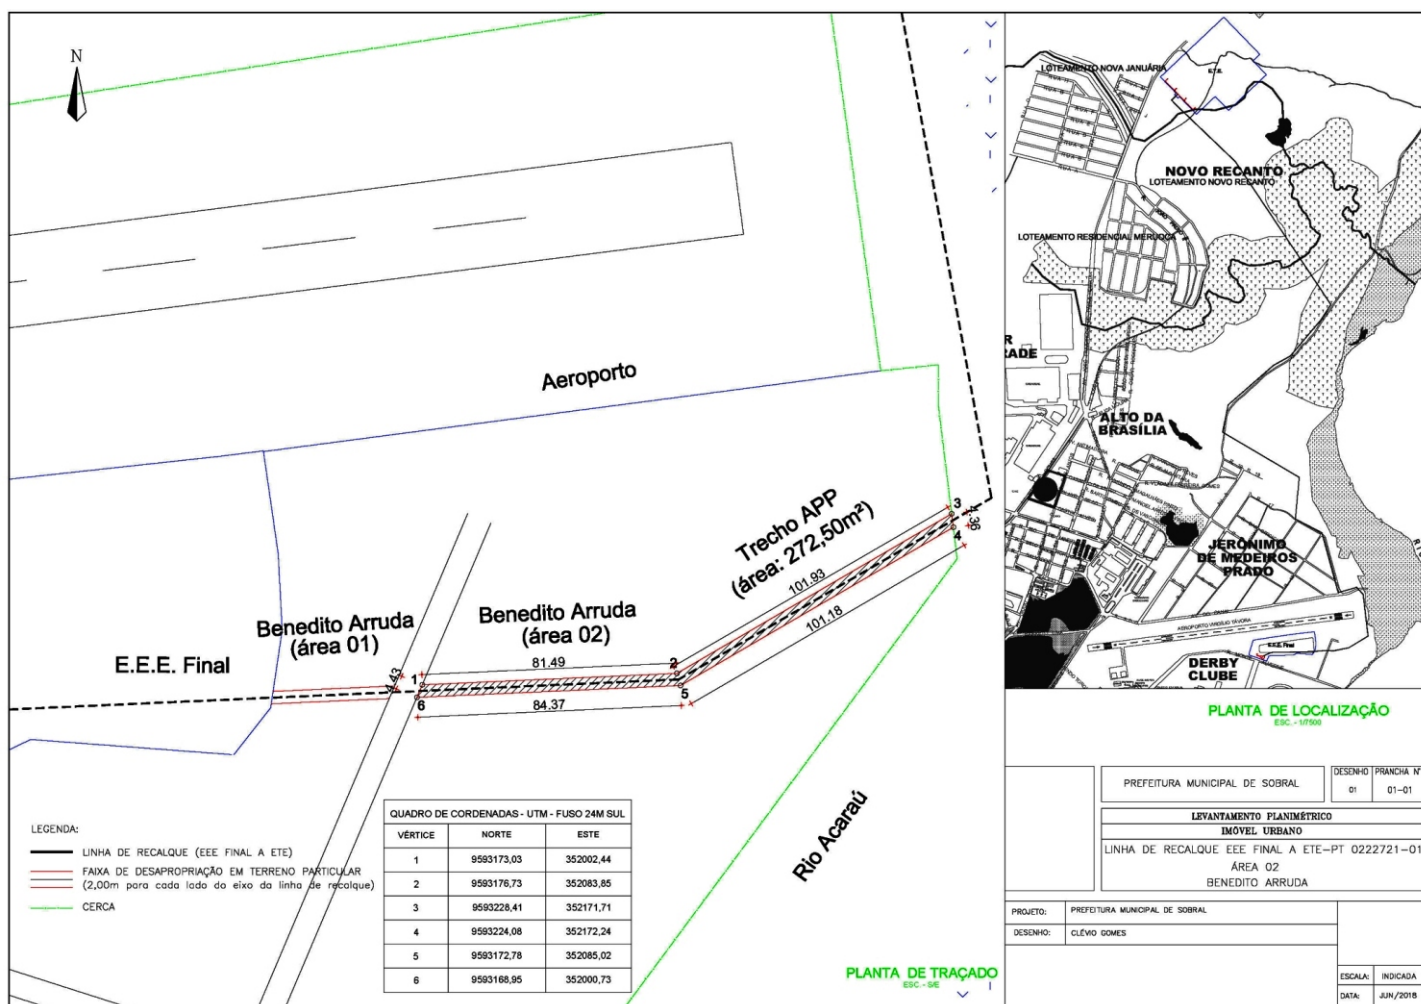 N
Aeroporto
Trecho APP
(área: 272,50m²)
3
4.36
4
101.93
101.18
Benedito Arruda
(área 01)
Benedito Arruda
(área 02)
E.E.E. Final
4.43
1
81.49
2
5
6
84.37
Rio Acaraú
LEGENDA:
LINHA DE RECALQUE (EEE FINAL A ETE)
FAIXA DE DESAPROPRIAÇÃO EM TERRENO PARTICULAR
(2,00m para cada lado do eixo da linha de recalque)
CERCA
QUADRO DE CORDENADAS - UTM - FUSO 24M SUL
VÉRTICE NORTE ESTE
1 9593173,03 352002,44
2 9593176,73 352083,85
3 9593228,41 352171,71
4 9593224,08 352172,24
5 9593172,78 352085,02
6 9593168,95 352000,73
PLANTA DE TRAÇADO
ESC. - S/E
LOTEAMENTO NOVA JANUÁRIA
E.T.E.
NOVO RECANTO
LOTEAMENTO NOVO RECANTO
LOTEAMENTO RESIDENCIAL MERUOCA
R
ADE
ALTO DA
BRASÍLIA
JERÔNIMO
DE MEDEIROS
PRADO
AEROPORTO VIRGÍLIO TÁVORA
E.E.E. Final
DERBY
CLUBE
PLANTA DE LOCALIZAÇÃO
ESC. - 1/7500
PREFEITURA MUNICIPAL DE SOBRAL
DESENHO
01
PRANCHA Nº
01-01
LEVANTAMENTO PLANIMÉTRICO
IMÓVEL URBANO
LINHA DE RECALQUE EEE FINAL A ETE-PT 0222721-01
ÁREA 02
BENEDITO ARRUDA
PROJETO: PREFEITURA MUNICIPAL DE SOBRAL
DESENHO: CLÉVIO GOMES
ESCALA: INDICADA
DATA: JUN/2018